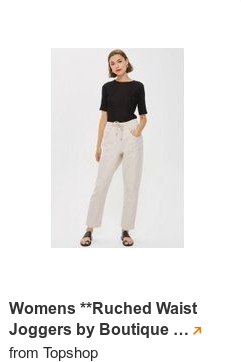 Womens **Ruched Waist
Joggers by Boutique ...
from Topshop